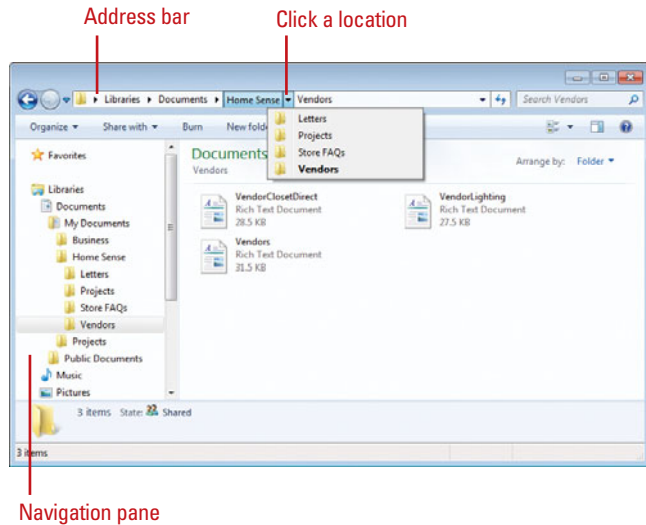 Address bar
Click a location
Libraries
Documents
Home Sense
Vendors
Search Vendors
Organize
Share with
Burn
New folde
Letters
Projects
Store FAQs
Vendors
Favorites
Libraries
Documents
My Documents
Business
Home Sense
Letters
Projects
Store FAQs
Vendors
Projects
Public Documents
Music
Pictures
Documents
Vendors
Arrange by: Folder
VendorClosetDirect
Rich Text Document
28.5 KB
VendorLighting
Rich Text Document
27.5 KB
Vendors
Rich Text Document
31.5 KB
3 items State: Shared
3 items
Navigation pane